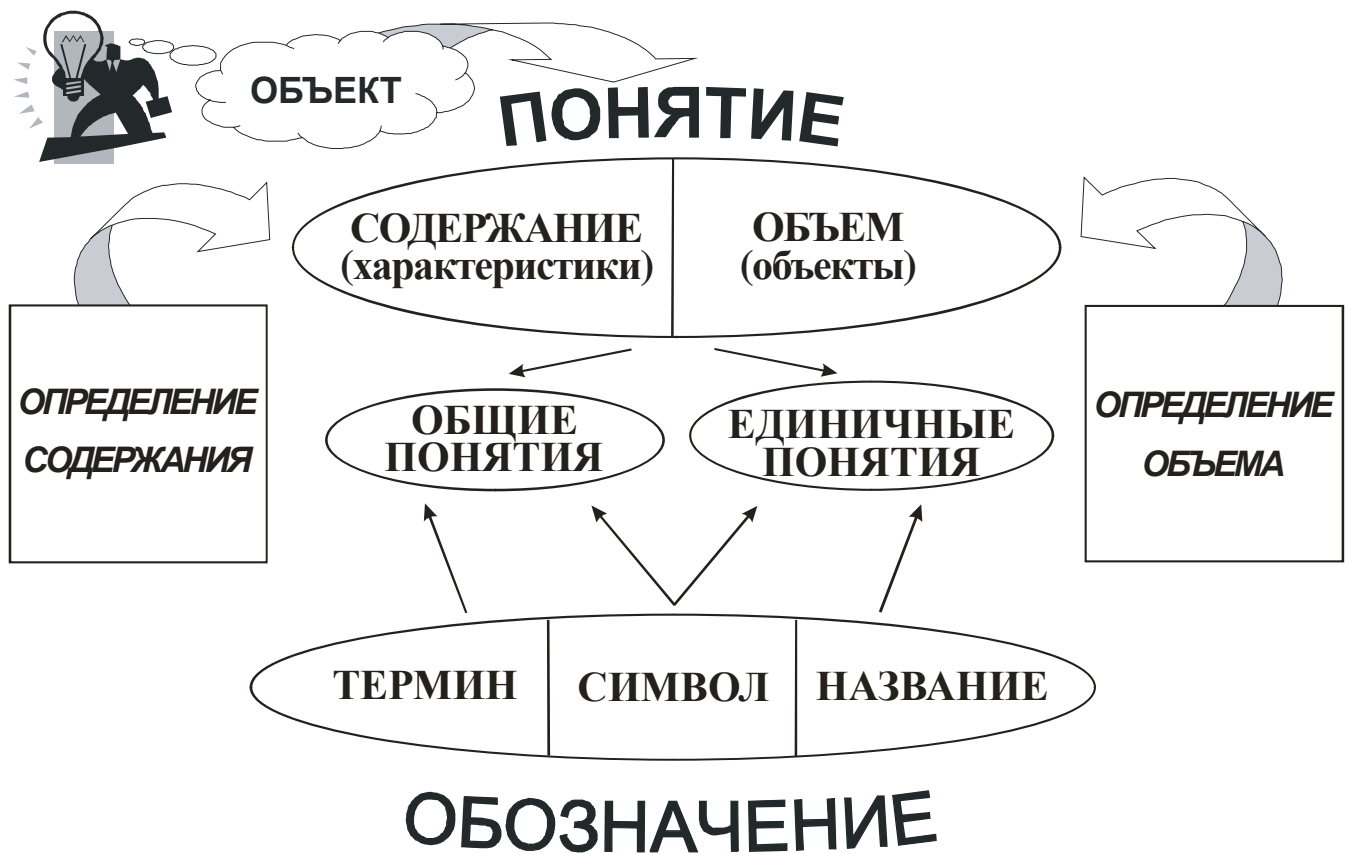 ОБЪЕКТ
ПОНЯТИЕ
СОДЕРЖАНИЕ
(характеристики)
ОБЪЕМ
(объекты)
ОПРЕДЕЛЕНИЕ
СОДЕРЖАНИЯ
ОБЩИЕ
ПОНЯТИЯ
ЕДИНИЧНЫЕ
ПОНЯТИЯ
ОПРЕДЕЛЕНИЕ
ОБЪЕМА
ТЕРМИН
СИМВОЛ
НАЗВАНИЕ
ОБОЗНАЧЕНИЕ